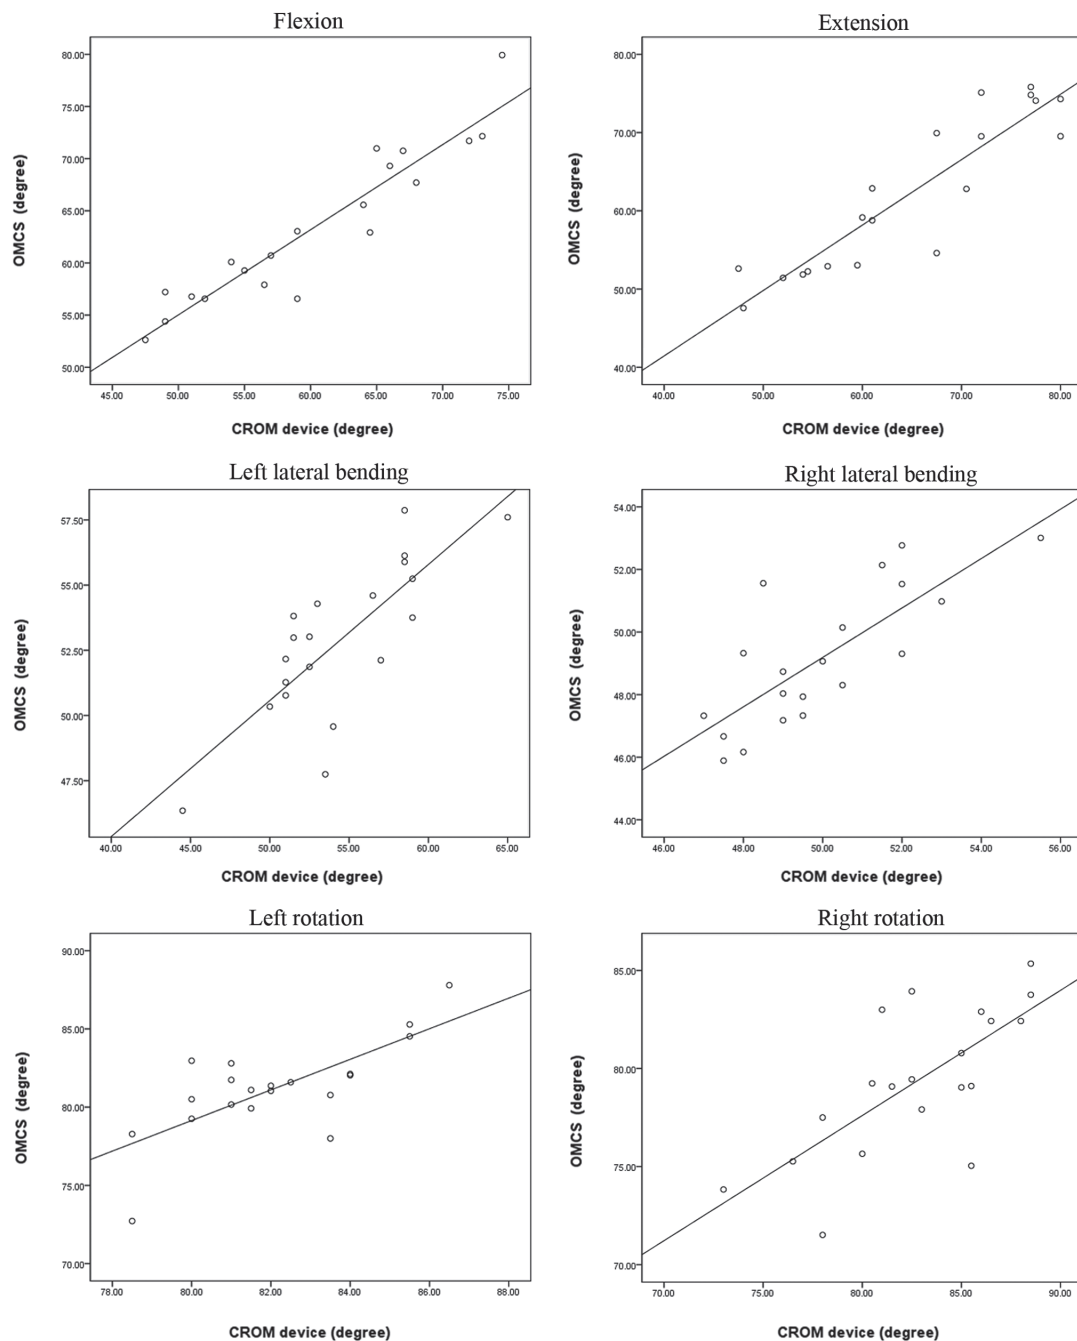 Flexion
80.00
75.00
70.00
65.00
60.00
55.00
50.00
OMCS (degree)
45.00 50.00 55.00 60.00 65.00 70.00 75.00
CROM device (degree)
Extension
80.00
70.00
60.00
50.00
40.00
OMCS (degree)
40.00 50.00 60.00 70.00 80.00
CROM device (degree)
Left lateral bending
57.50
55.00
52.50
50.00
47.50
OMCS (degree)
40.00 45.00 50.00 55.00 60.00 65.00
CROM device (degree)
Right lateral bending
54.00
52.00
50.00
48.00
46.00
44.00
OMCS (degree)
46.00 48.00 50.00 52.00 54.00 56.00
CROM device (degree)
Left rotation
90.00
85.00
80.00
75.00
70.00
OMCS (degree)
78.00 80.00 82.00 84.00 86.00 88.00
CROM device (degree)
Right rotation
85.00
80.00
75.00
70.00
OMCS (degree)
70.00 75.00 80.00 85.00 90.00
CROM device (degree)